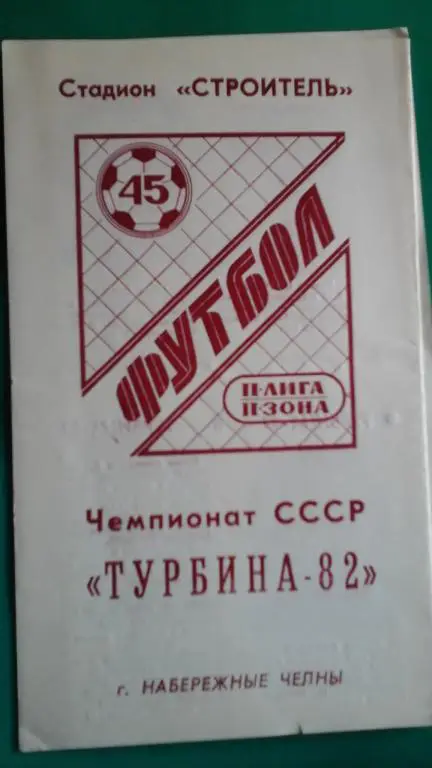 Стадион «СТРОИТЕЛЬ»
45
ФУТБОЛ
II-ЛИГА
II-ЗОНА
Чемпионат СССР
«ТУРБИНА-82»
г. НАБЕРЕЖНЫЕ ЧЕЛНЫ